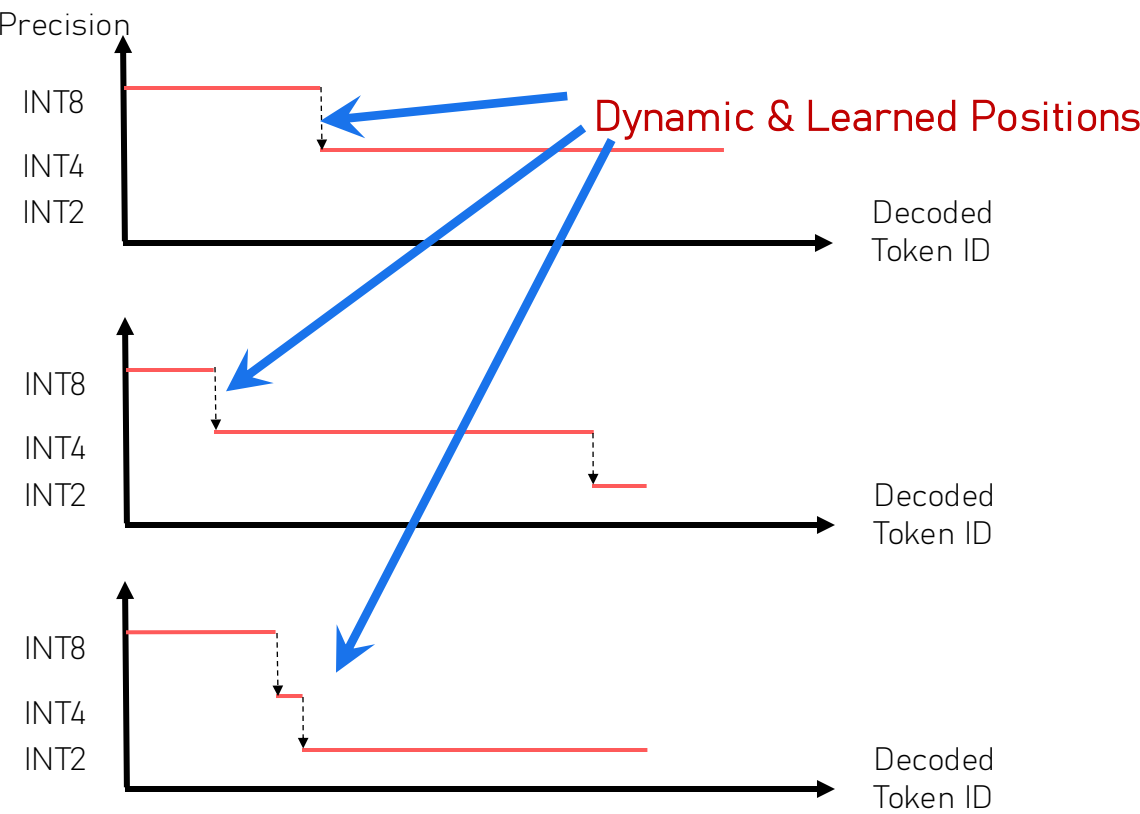 Precision
INT8
Dynamic & Learned Positions
INT4
INT2
Decoded
Token ID
INT8
INT4
INT2
Decoded
Token ID
INT8
INT4
INT2
Decoded
Token ID